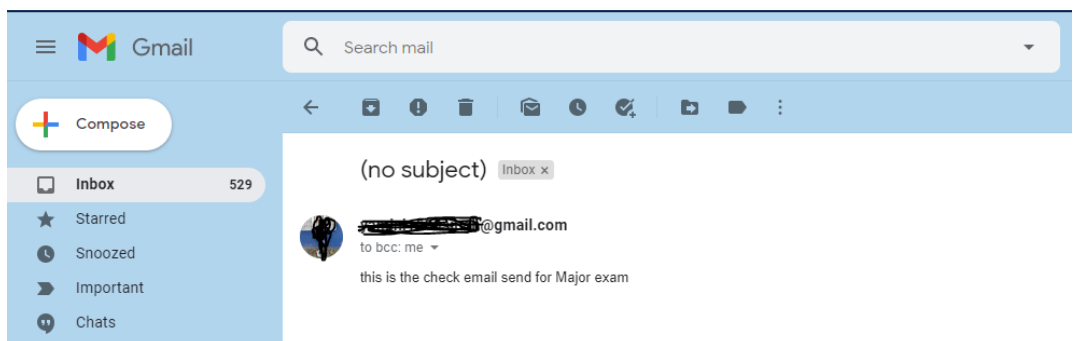 Gmail
Search mail
Compose
(no subject) Inbox x
Inbox 529
@gmail.com
Starred
to bcc: me
Snoozed
this is the check email send for Major exam
Important
Chats